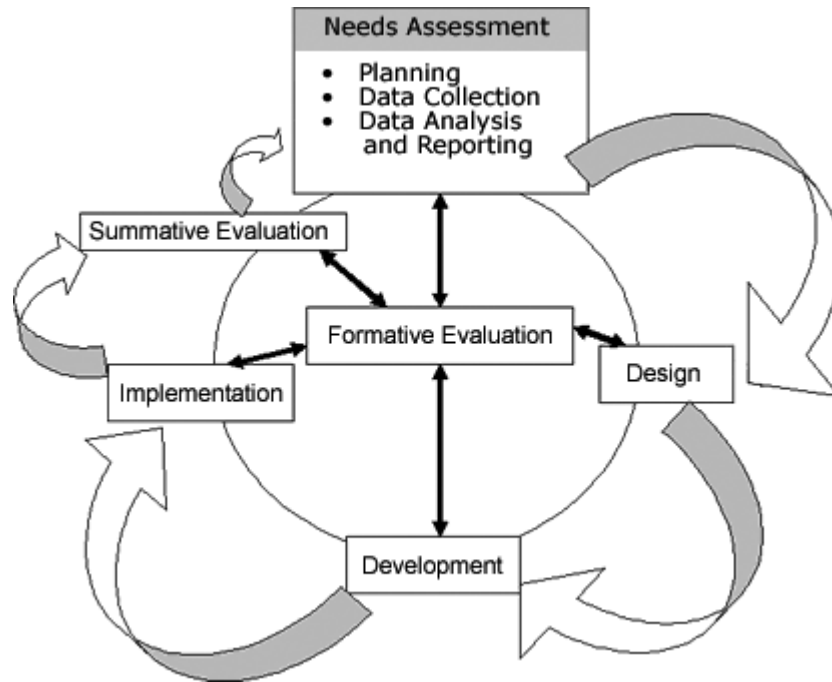 Needs Assessment
• Planning
• Data Collection
• Data Analysis
and Reporting
Summative Evaluation
Formative Evaluation
Design
Implementation
Development